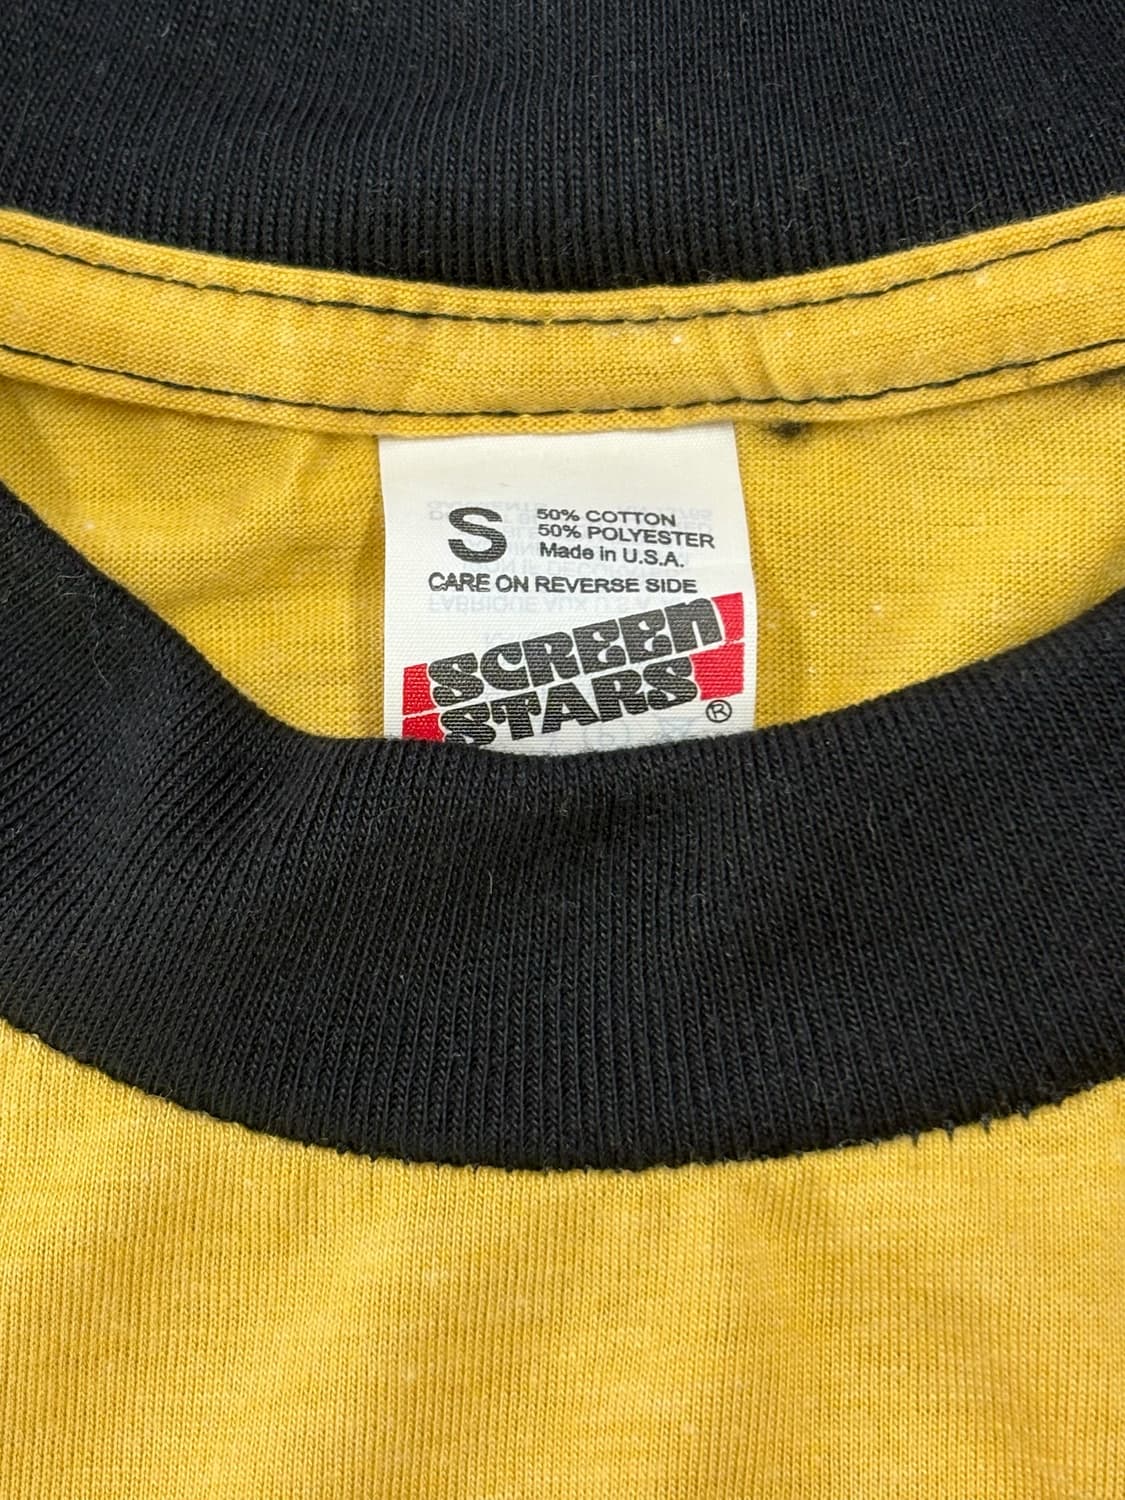 S
50% COTTON
50% POLYESTER
Made in U.S.A.
CARE ON REVERSE SIDE
SCREEN
STARS
®